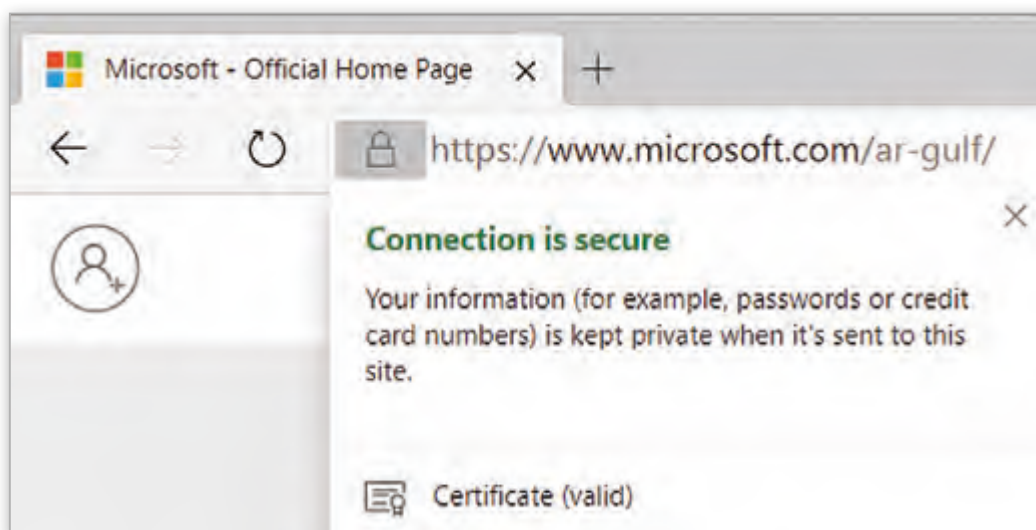 Microsoft - Official Home Page
https://www.microsoft.com/ar-gulf/
Connection is secure
Your information (for example, passwords or credit
card numbers) is kept private when it's sent to this
site.
Certificate (valid)